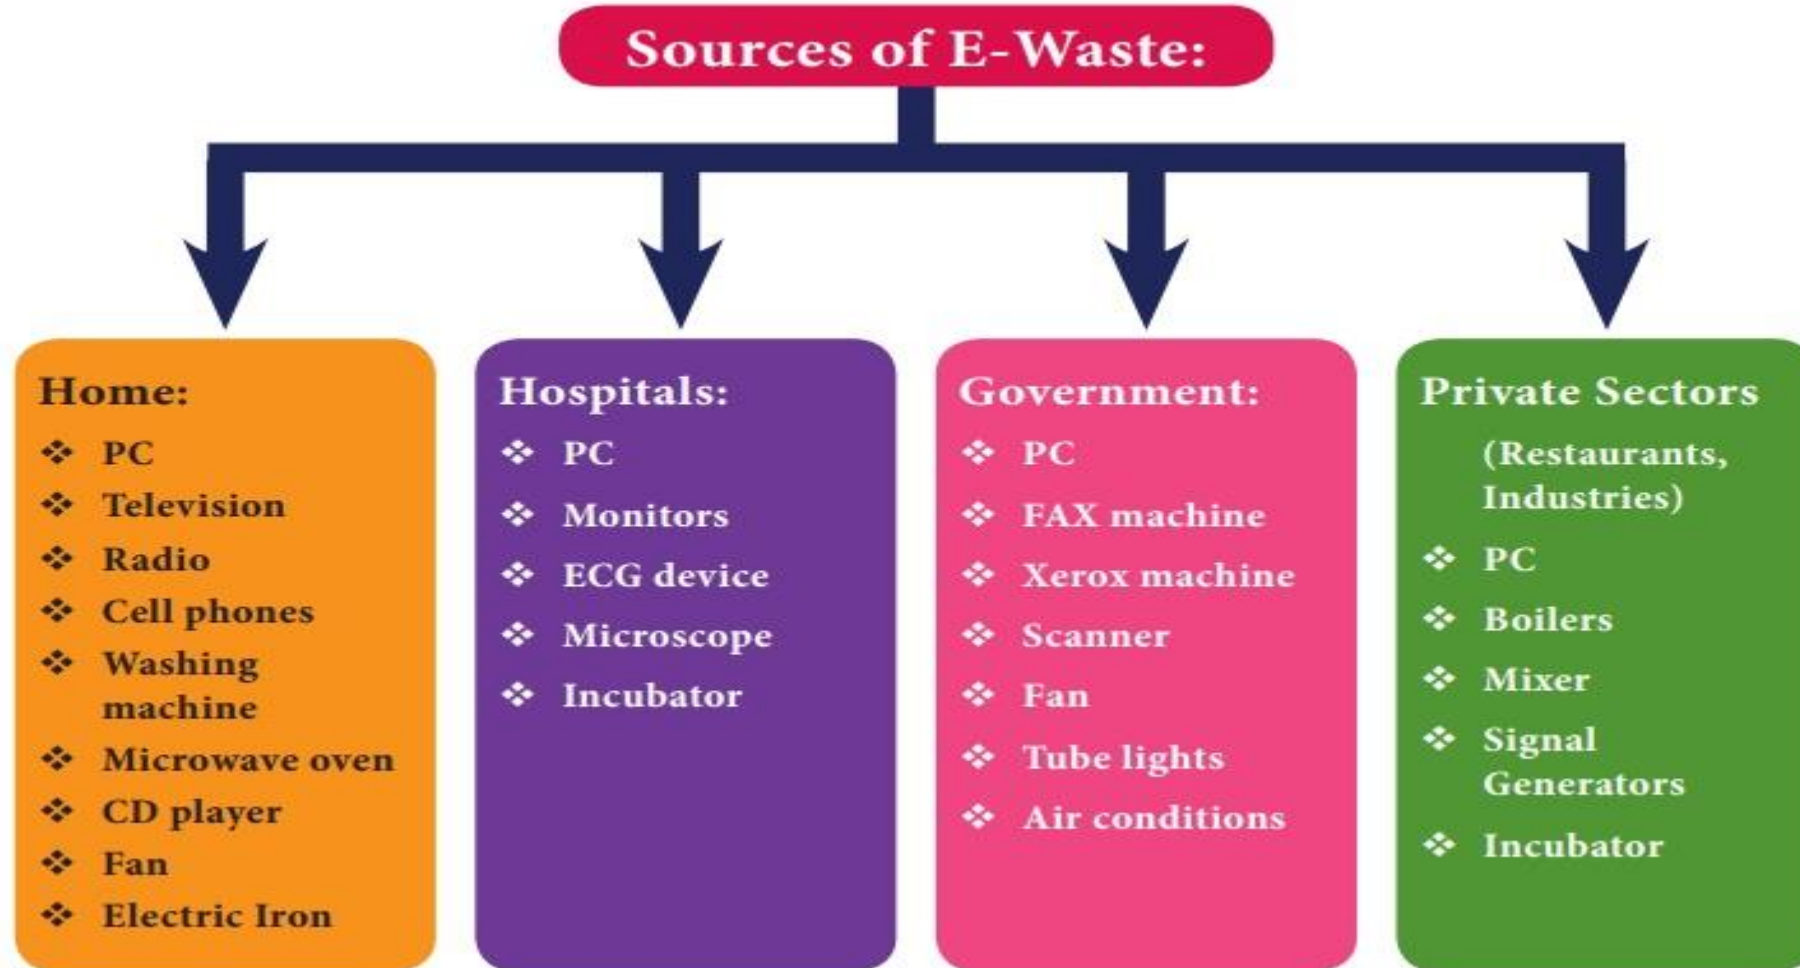 Sources of E-Waste:
Home:
❖ PC
❖ Television
❖ Radio
❖ Cell phones
❖ Washing
machine
❖ Microwave oven
❖ CD player
❖ Fan
❖ Electric Iron
Hospitals:
❖ PC
❖ Monitors
❖ ECG device
❖ Microscope
❖ Incubator
Government:
❖ PC
❖ FAX machine
❖ Xerox machine
❖ Scanner
❖ Fan
❖ Tube lights
❖ Air conditions
Private Sectors
(Restaurants,
Industries)
❖ PC
❖ Boilers
❖ Mixer
❖ Signal
Generators
❖ Incubator